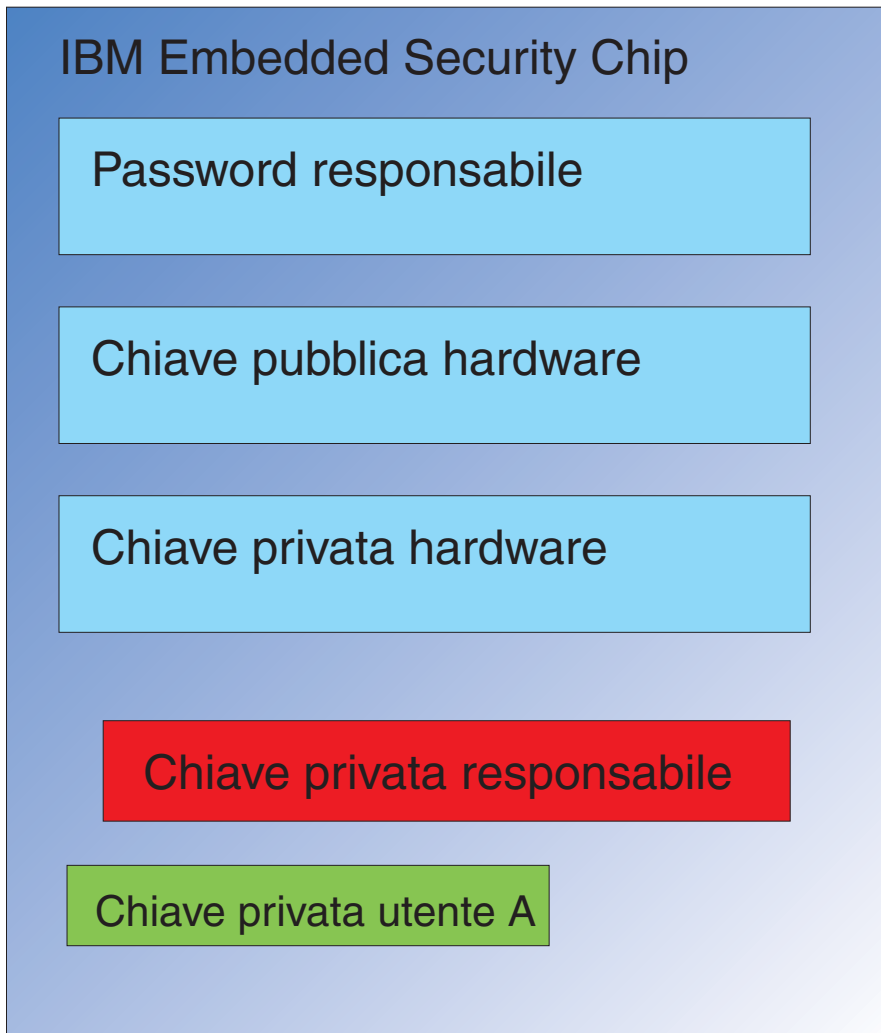 IBM Embedded Security Chip
Password responsabile
Chiave pubblica hardware
Chiave privata hardware
Chiave privata responsabile
Chiave privata utente A